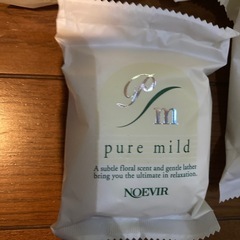 Pm
pure mild
A subtle floral scent and gentle lather
bring you the ultimate in relaxation.
NOEVIR